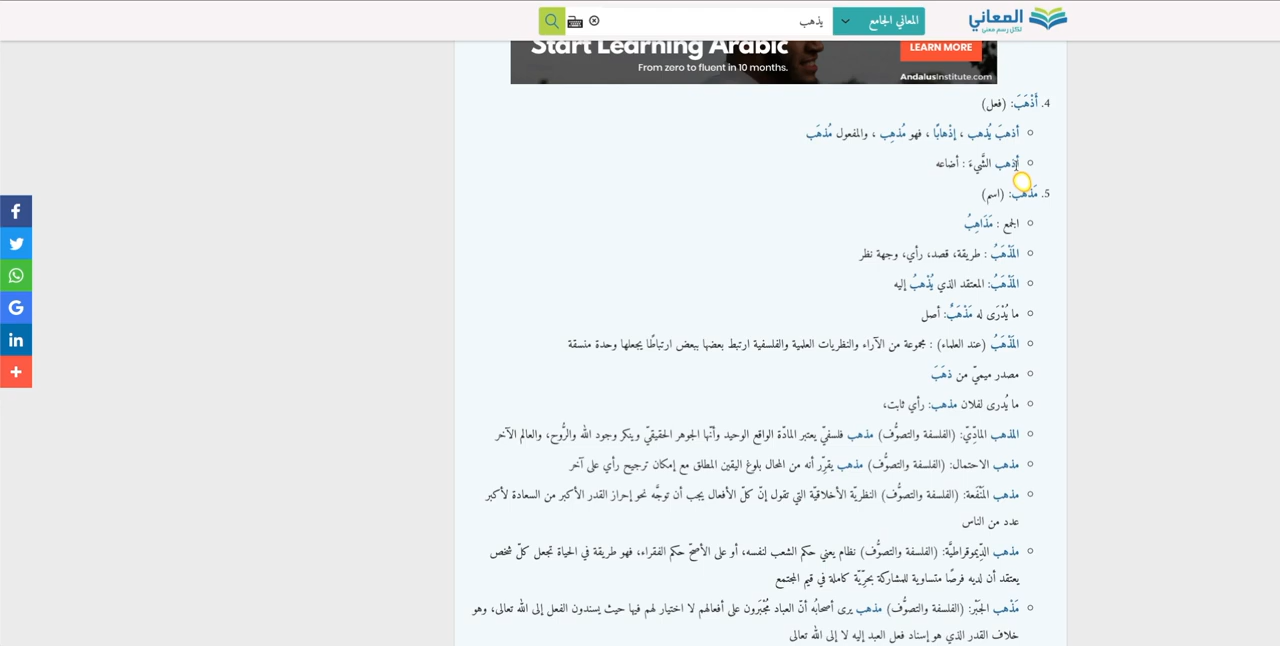 المعاني
لكل رسم معنى
المعاني الجامع
يذهب
Start Learning Arabic
From zero to fluent in 10 months.
LEARN MORE
AndalusInstitute.com
4. أَذْهَبَ: (فعل)
أذهبَ يُذهب ، إذْهابًا ، فهو مُذهِب ، والمفعول مُذهَب
أذهب الشَّيءَ : أضاعه
5. مَذهَب: (اسم)
الجمع : مَذَاهِبُ
المَذْهَبُ : طريقة، قصد، رأي، وجهة نظر
المَذْهَبُ: المعتقد الذي يُذْهبُ إليه
ما يُدْرَى له مَذْهَبٌ: أصل
المَذْهَبُ (عند العلماء) : مجموعة من الآراء والنظريات العلمية والفلسفية ارتبط بعضها ببعض ارتباطًا يجعلها وحدة منسقة
مصدر ميميّ من ذهَبَ
ما يُدرى لفلان مذهب: رأي ثابت،
المذهب المادّيّ: (الفلسفة والتصوُّف) مذهب فلسفيّ يعتبر المادّة الواقع الوحيد وأنّها الجوهر الحقيقيّ وينكر وجود الله والرُّوح، والعالم الآخر
مذهب الاحتمال: (الفلسفة والتصوُّف) مذهب يقرِّر أنه من المحال بلوغ اليقين المطلق مع إمكان ترجيح رأي على آخر
مذهب المَنْفَعة: (الفلسفة والتصوُّف) النظريّة الأخلاقيّة التي تقول إنّ كلّ الأفعال يجب أن توجَّه نحو إحراز القدر الأكبر من السعادة لأكبر
عدد من الناس
مذهب الدِّيموقراطيَّة: (الفلسفة والتصوُّف) نظام يعني حكم الشعب لنفسه، أو على الأصحّ حكم الفقراء، فهو طريقة في الحياة تجعل كلّ شخص
يعتقد أن لديه فرصًا متساوية للمشاركة بحرِّيّة كاملة في قيم المجتمع
مَذْهب الجَبْر: (الفلسفة والتصوُّف) مذهب يرى أصحابُه أنّ العباد مُجْبَرون على أفعالهم لا اختيار لهم فيها حيث يسندون الفعل إلى الله تعالى، وهو
خلاف القدر الذي هو إسناد فعل العبد إليه لا إلى الله تعالى